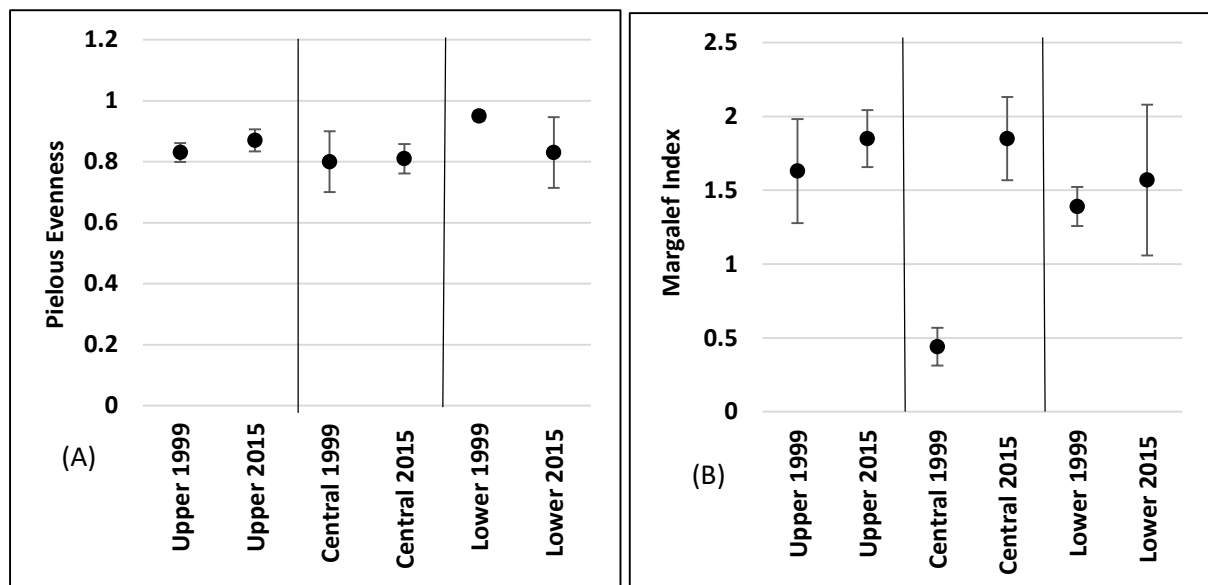 Pielous Evenness
1.2
1
0.8
0.6
0.4
0.2
0
(A)
Upper 1999
Upper 2015
Central 1999
Central 2015
Lower 1999
Lower 2015
Margalef Index
2.5
2
1.5
1
0.5
0
(B)
Upper 1999
Upper 2015
Central 1999
Central 2015
Lower 1999
Lower 2015